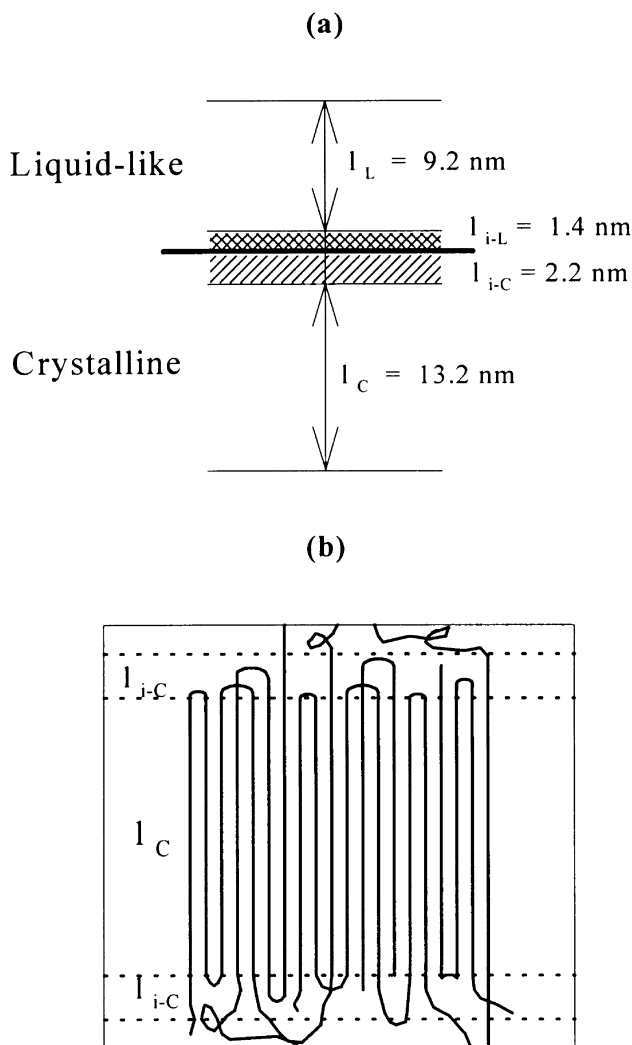 (a)
Liquid-like
l L = 9.2 nm
l i-L = 1.4 nm
l i-C = 2.2 nm
Crystalline
l C = 13.2 nm
(b)
l i-C
l C
l i-C